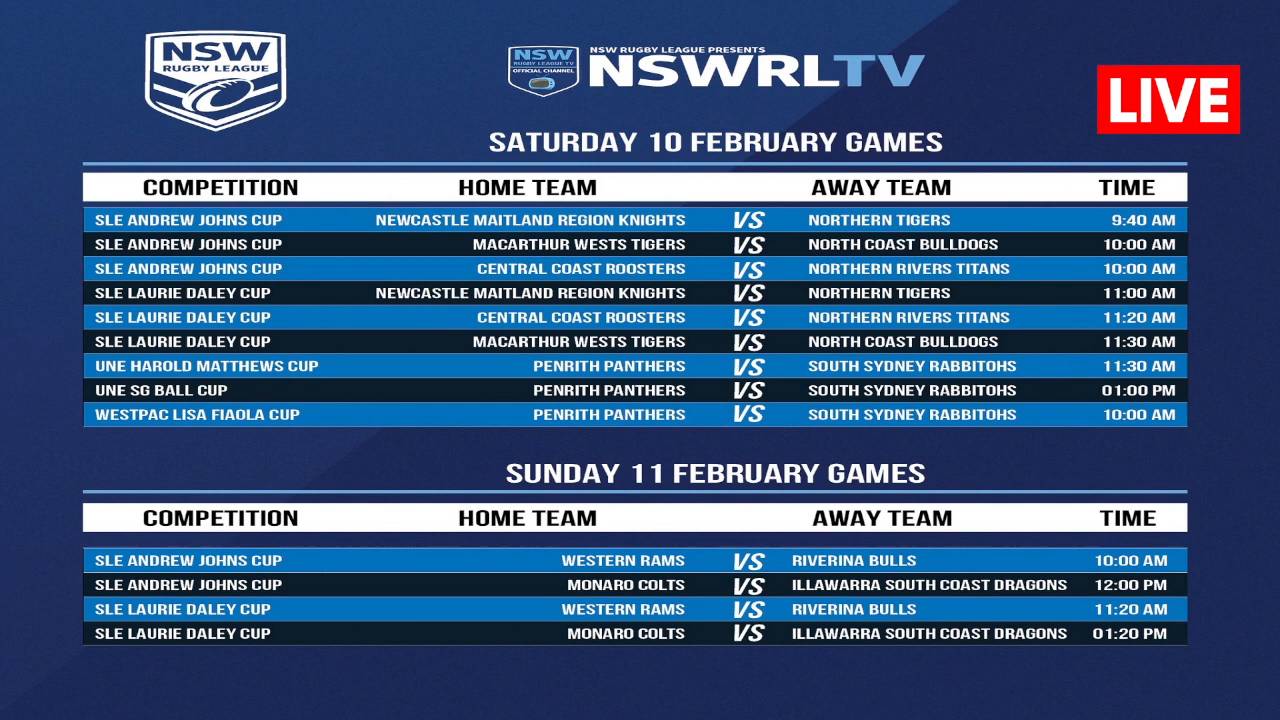 NSW
RUGBY LEAGUE
NSW
RUGBY LEAGUE TV
OFFICIAL CHANNEL
NSW RUGBY LEAGUE PRESENTS
NSWRLTV
LIVE
SATURDAY 10 FEBRUARY GAMES
COMPETITION HOME TEAM AWAY TEAM TIME
SLE ANDREW JOHNS CUP NEWCASTLE MAITLAND REGION KNIGHTS VS NORTHERN TIGERS 9:40 AM
SLE ANDREW JOHNS CUP MACARTHUR WESTS TIGERS VS NORTH COAST BULLDOGS 10:00 AM
SLE ANDREW JOHNS CUP CENTRAL COAST ROOSTERS VS NORTHERN RIVERS TITANS 10:00 AM
SLE LAURIE DALEY CUP NEWCASTLE MAITLAND REGION KNIGHTS VS NORTHERN TIGERS 11:00 AM
SLE LAURIE DALEY CUP CENTRAL COAST ROOSTERS VS NORTHERN RIVERS TITANS 11:20 AM
SLE LAURIE DALEY CUP MACARTHUR WESTS TIGERS VS NORTH COAST BULLDOGS 11:30 AM
UNE HAROLD MATTHEWS CUP PENRITH PANTHERS VS SOUTH SYDNEY RABBITOHS 11:30 AM
UNE SG BALL CUP PENRITH PANTHERS VS SOUTH SYDNEY RABBITOHS 01:00 PM
WESTPAC LISA FIAOLA CUP PENRITH PANTHERS VS SOUTH SYDNEY RABBITOHS 10:00 AM
SUNDAY 11 FEBRUARY GAMES
COMPETITION HOME TEAM AWAY TEAM TIME
SLE ANDREW JOHNS CUP WESTERN RAMS VS RIVERINA BULLS 10:00 AM
SLE ANDREW JOHNS CUP MONARO COLTS VS ILLAWARRA SOUTH COAST DRAGONS 12:00 PM
SLE LAURIE DALEY CUP WESTERN RAMS VS RIVERINA BULLS 11:20 AM
SLE LAURIE DALEY CUP MONARO COLTS VS ILLAWARRA SOUTH COAST DRAGONS 01:20 PM